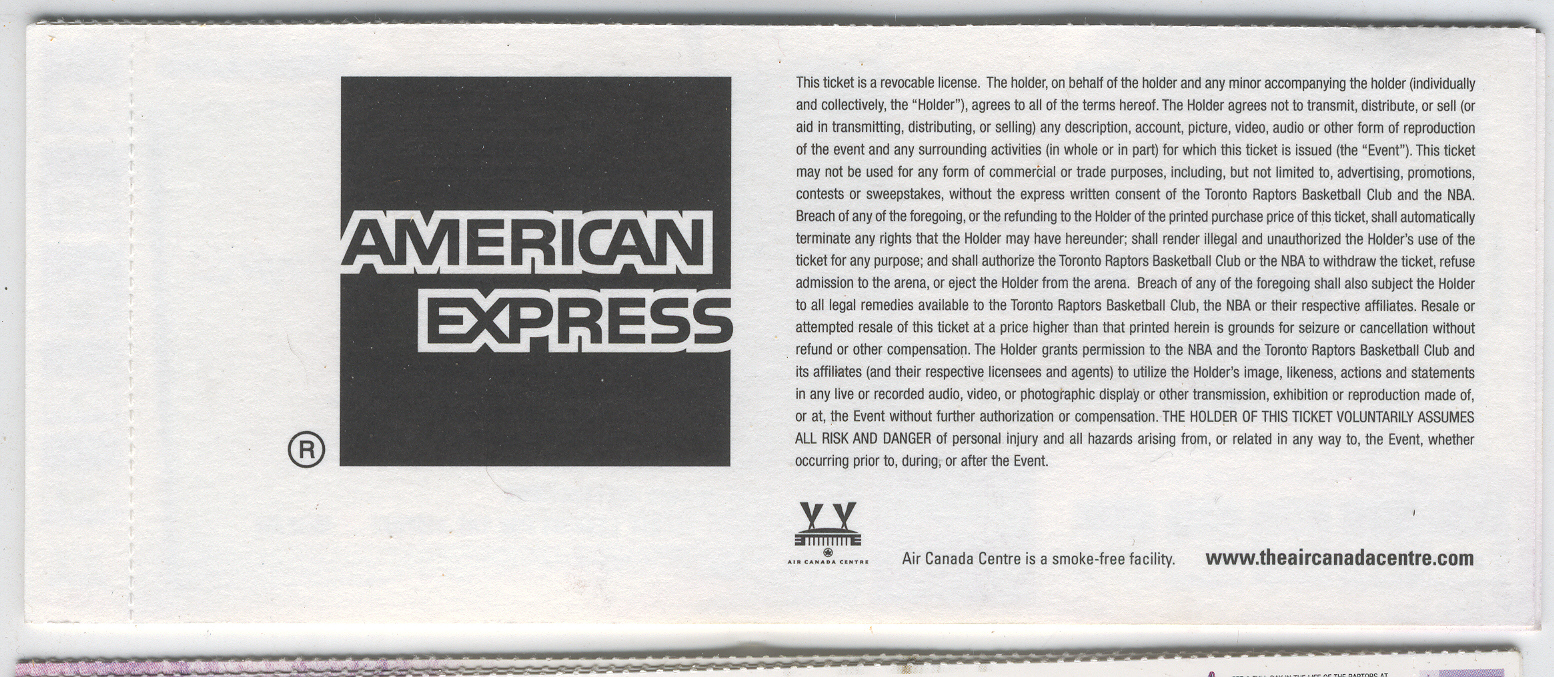 AMERICAN
EXPRESS
®
This ticket is a revocable license. The holder, on behalf of the holder and any minor accompanying the holder (individually
and collectively, the “Holder”), agrees to all of the terms hereof. The Holder agrees not to transmit, distribute, or sell (or
aid in transmitting, distributing, or selling) any description, account, picture, video, audio or other form of reproduction
of the event and any surrounding activities (in whole or in part) for which this ticket is issued (the “Event”). This ticket
may not be used for any form of commercial or trade purposes, including, but not limited to, advertising, promotions,
contests or sweepstakes, without the express written consent of the Toronto Raptors Basketball Club and the NBA.
Breach of any of the foregoing, or the refunding to the Holder of the printed purchase price of this ticket, shall automatically
terminate any rights that the Holder may have hereunder; shall render illegal and unauthorized the Holder’s use of the
ticket for any purpose; and shall authorize the Toronto Raptors Basketball Club or the NBA to withdraw the ticket, refuse
admission to the arena, or eject the Holder from the arena. Breach of any of the foregoing shall also subject the Holder
to all legal remedies available to the Toronto Raptors Basketball Club, the NBA or their respective affiliates. Resale or
attempted resale of this ticket at a price higher than that printed herein is grounds for seizure or cancellation without
refund or other compensation. The Holder grants permission to the NBA and the Toronto Raptors Basketball Club and
its affiliates (and their respective licensees and agents) to utilize the Holder’s image, likeness, actions and statements
in any live or recorded audio, video, or photographic display or other transmission, exhibition or reproduction made of,
or at, the Event without further authorization or compensation. THE HOLDER OF THIS TICKET VOLUNTARILY ASSUMES
ALL RISK AND DANGER of personal injury and all hazards arising from, or related in any way to, the Event, whether
occurring prior to, during, or after the Event.
AIR CANADA CENTRE
Air Canada Centre is a smoke-free facility. www.theaircanadacentre.com
DAY IN THE LIFE OF THE RAPTORS AT